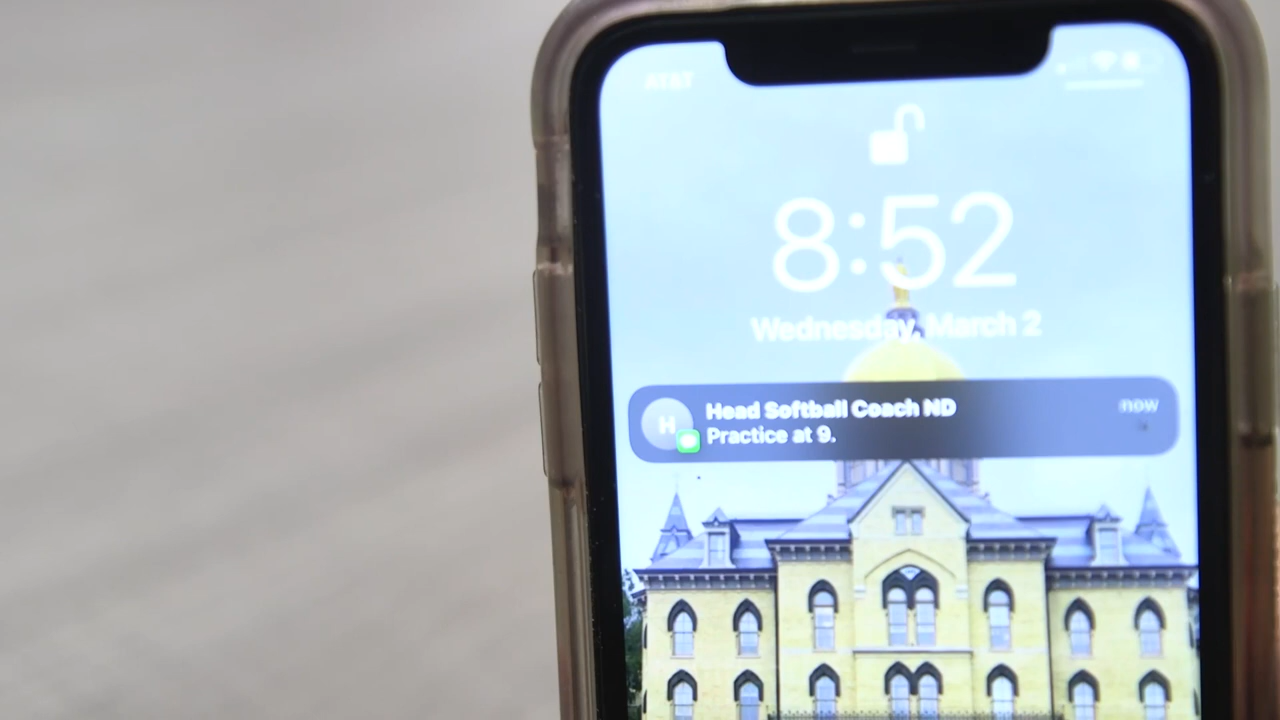 AT&T
8:52
Wednesday, March 2
H
Head Softball Coach ND
now
Practice at 9.